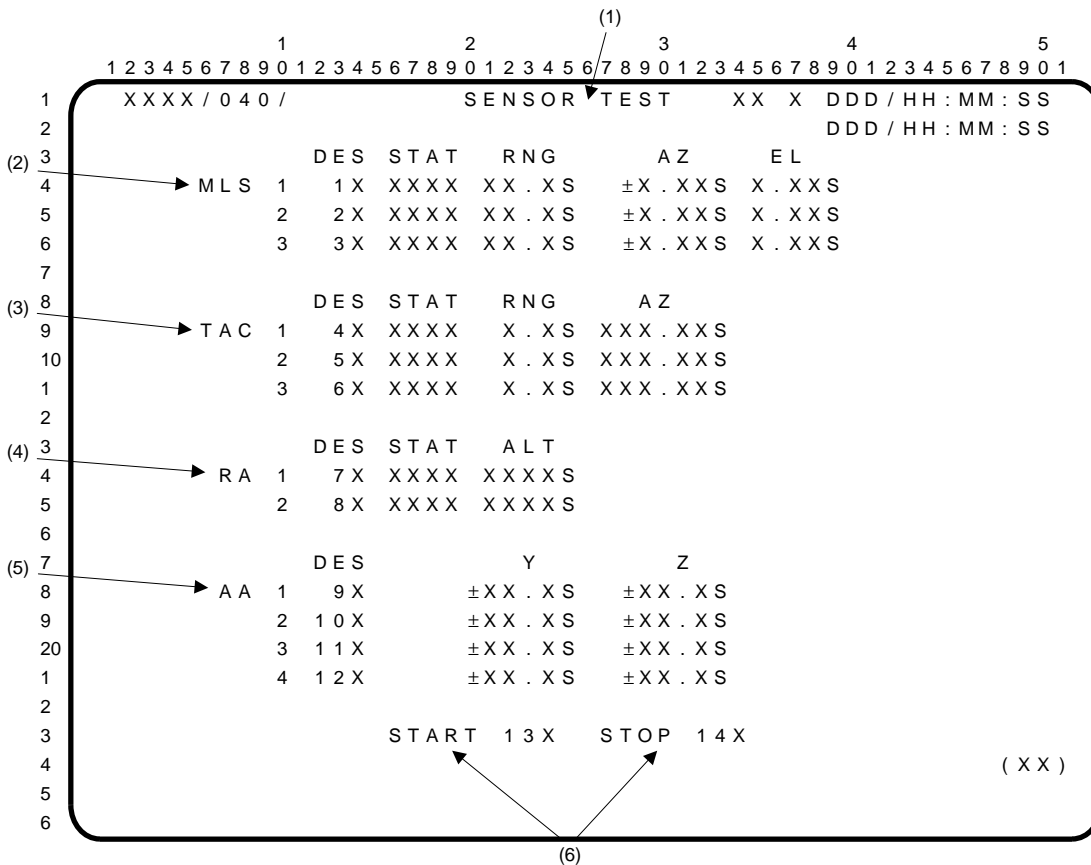 (1)
1 2 3 4 5
1 2 3 4 5 6 7 8 9 0 1 2 3 4 5 6 7 8 9 0 1 2 3 4 5 6 7 8 9 0 1 2 3 4 5 6 7 8 9 0 1 2 3 4 5 6 7 8 9 0 1
1 XXXX/040/ SENSOR TEST XX X DDD/HH:MM:SS
2 DDD/HH:MM:SS
3 DES STAT RNG AZ EL
(2)
4 MLS 1 1X XXXX XX.XS ±X.XXS X.XXS
5 2 2X XXXX XX.XS ±X.XXS X.XXS
6 3 3X XXXX XX.XS ±X.XXS X.XXS
7
8 DES STAT RNG AZ
(3)
9 TAC 1 4X XXXX X.XS XXX.XXS
10 2 5X XXXX X.XS XXX.XXS
1 3 6X XXXX X.XS XXX.XXS
2
3 DES STAT ALT
(4)
4 RA 1 7X XXXX XXXXS
5 2 8X XXXX XXXXS
6
7 DES Y Z
(5)
8 AA 1 9X ±XX.XS ±XX.XS
9 2 10X ±XX.XS ±XX.XS
20 3 11X ±XX.XS ±XX.XS
1 4 12X ±XX.XS ±XX.XS
2
3 START 13X STOP 14X
4 (XX)
5
6
(6)